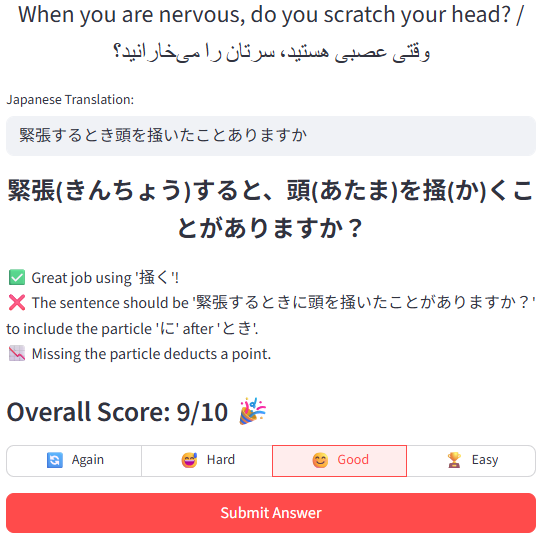 When you are nervous, do you scratch your head? /
وقتی عصبی هستید، سرتان را می‌خارانید؟
Japanese Translation:
緊張するとき頭を掻いたことありますか
緊張(きんちょう)すると、頭(あたま)を掻(か)くこ
とがありますか？
✅ Great job using '掻く'!
❌ The sentence should be '緊張するときに頭を掻いたことがありますか？'
to include the particle 'に' after 'とき'.
📉 Missing the particle deducts a point.
Overall Score: 9/10 🎉
🔄 Again 😅 Hard 😊 Good 🏆 Easy
Submit Answer